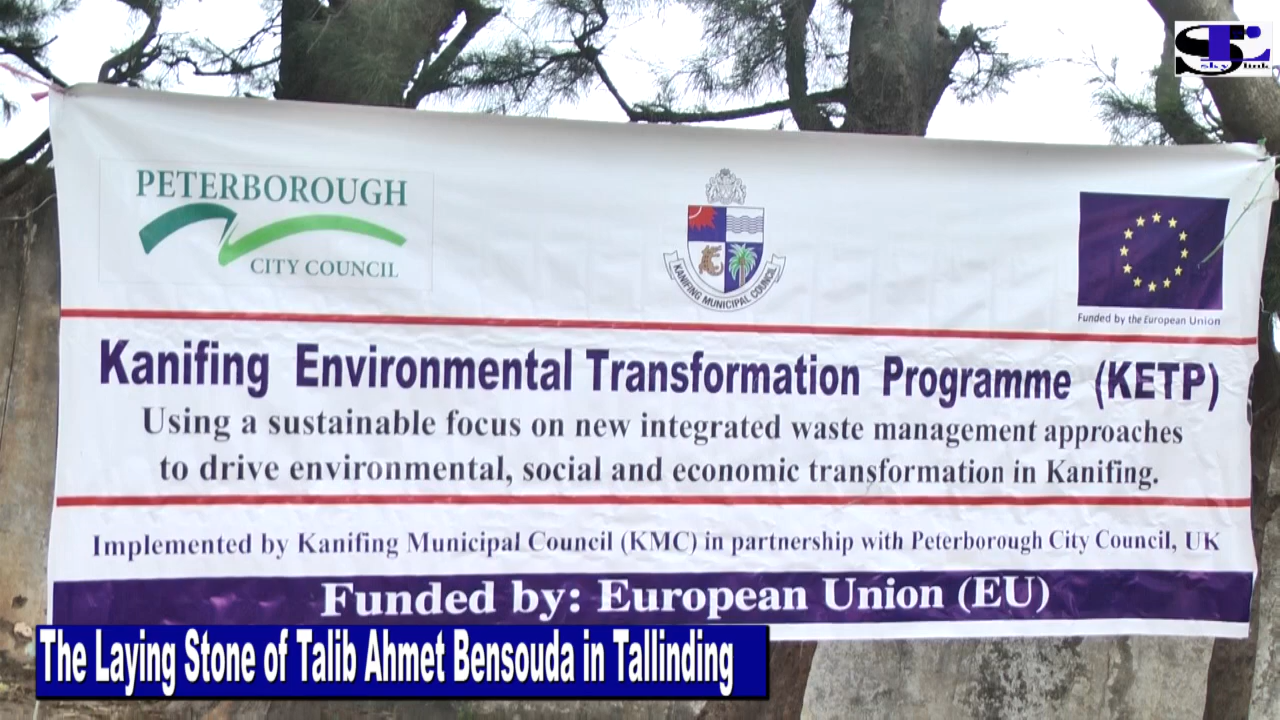 sky link
PETERBOROUGH
CITY COUNCIL
KANIFING MUNICIPAL COUNCIL
Funded by the European Union
Kanifing Environmental Transformation Programme (KETP)
Using a sustainable focus on new integrated waste management approaches
to drive environmental, social and economic transformation in Kanifing.
Implemented by Kanifing Municipal Council (KMC) in partnership with Peterborough City Council, UK
Funded by: European Union (EU)
The Laying Stone of Talib Ahmet Bensouda in Tallinding